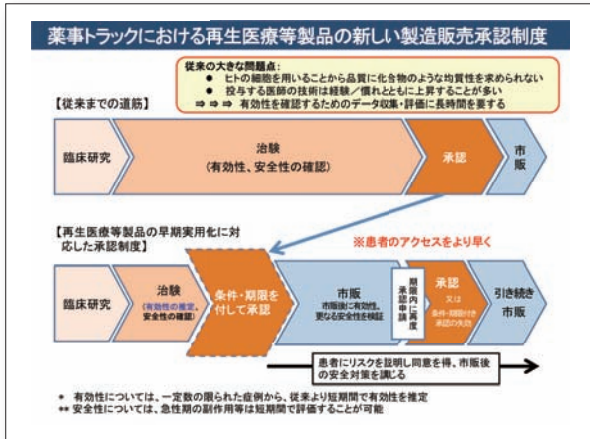 薬事トラックにおける再生医療等製品の新しい製造販売承認制度
従来の大きな問題点：
● ヒトの細胞を用いることから品質に化合物のような均質性を求められない
● 投与する医師の技術は経験／慣れとともに上昇することが多い
⇒ ⇒ ⇒ 有効性を確認するためのデータ収集・評価に長時間を要する
【従来までの道筋】
臨床研究
治験
（有効性、安全性の確認）
承認
市
販
【再生医療等製品の早期実用化に対
応した承認制度】
※患者のアクセスをより早く
臨床研究
治験
（有効性の推定、
安全性の確認）
条件・期限を
付して承認
市販
市販後に有効性、
更なる安全性を検証
期限内に再度
承認申請
承認
又は
条件・期限付き
承認の失効
引き続き
市販
患者にリスクを証明し同意を得、市販後
の安全対策を講じる
* 有効性については、一定数の限られた症例から、従来より短期間で有効性を推定
** 安全性については、急性期の副作用等は短期間で評価することが可能